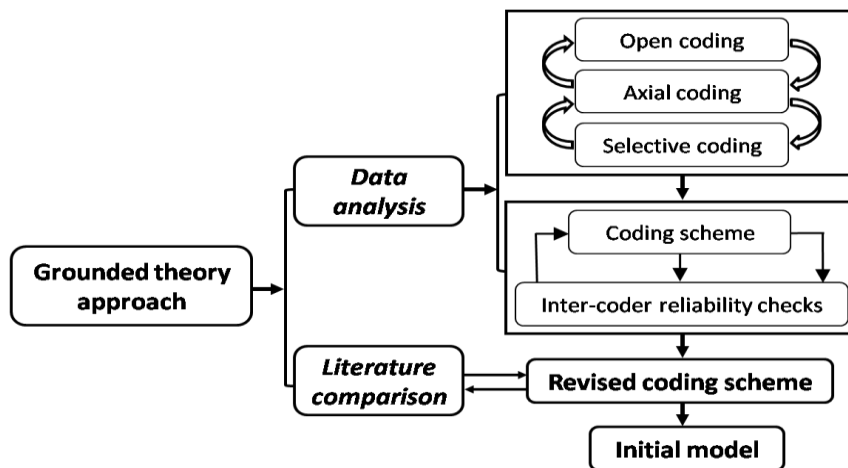 Open coding
Axial coding
Selective coding
Data
analysis
Coding scheme
Grounded theory
approach
Inter-coder reliability checks
Literature
comparison
Revised coding scheme
Initial model